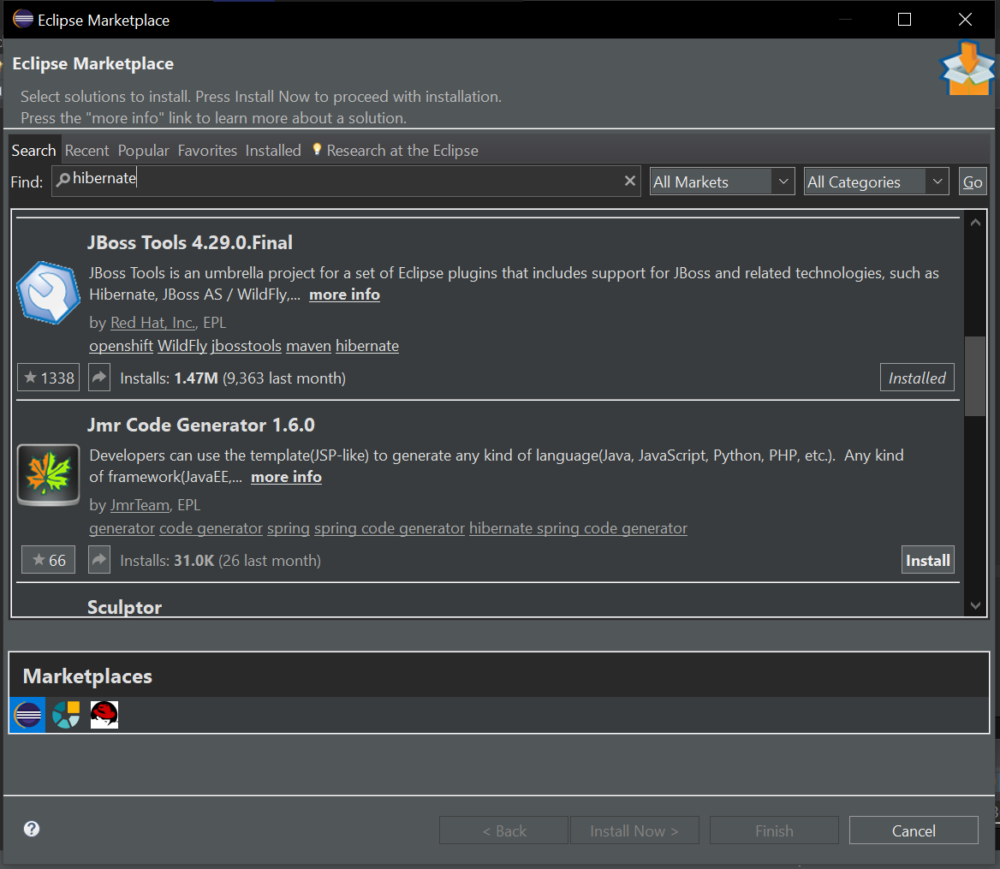 Eclipse Marketplace
Eclipse Marketplace
Select solutions to install. Press Install Now to proceed with installation.
Press the "more info" link to learn more about a solution.
Search Recent Popular Favorites Installed Research at the Eclipse
Find: hibernate All Markets All Categories Go
JBoss Tools 4.29.0.Final
JBoss Tools is an umbrella project for a set of Eclipse plugins that includes support for JBoss and related technologies, such as
Hibernate, JBoss AS / WildFly,... more info
by Red Hat, Inc., EPL
openshift WildFly jbosstools maven hibernate
1338 Installs: 1.47M (9,363 last month) Installed
Jmr Code Generator 1.6.0
Developers can use the template(JSP-like) to generate any kind of language(Java, JavaScript, Python, PHP, etc.). Any kind
of framework(JavaEE,... more info
by JmrTeam, EPL
generator code generator spring spring code generator hibernate spring code generator
66 Installs: 31.0K (26 last month) Install
Sculptor
Marketplaces
< Back Install Now > Finish Cancel